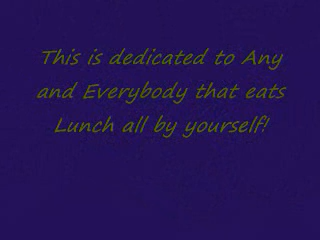 This is dedicated to Any
and Everybody that eats
Lunch all by yourself!